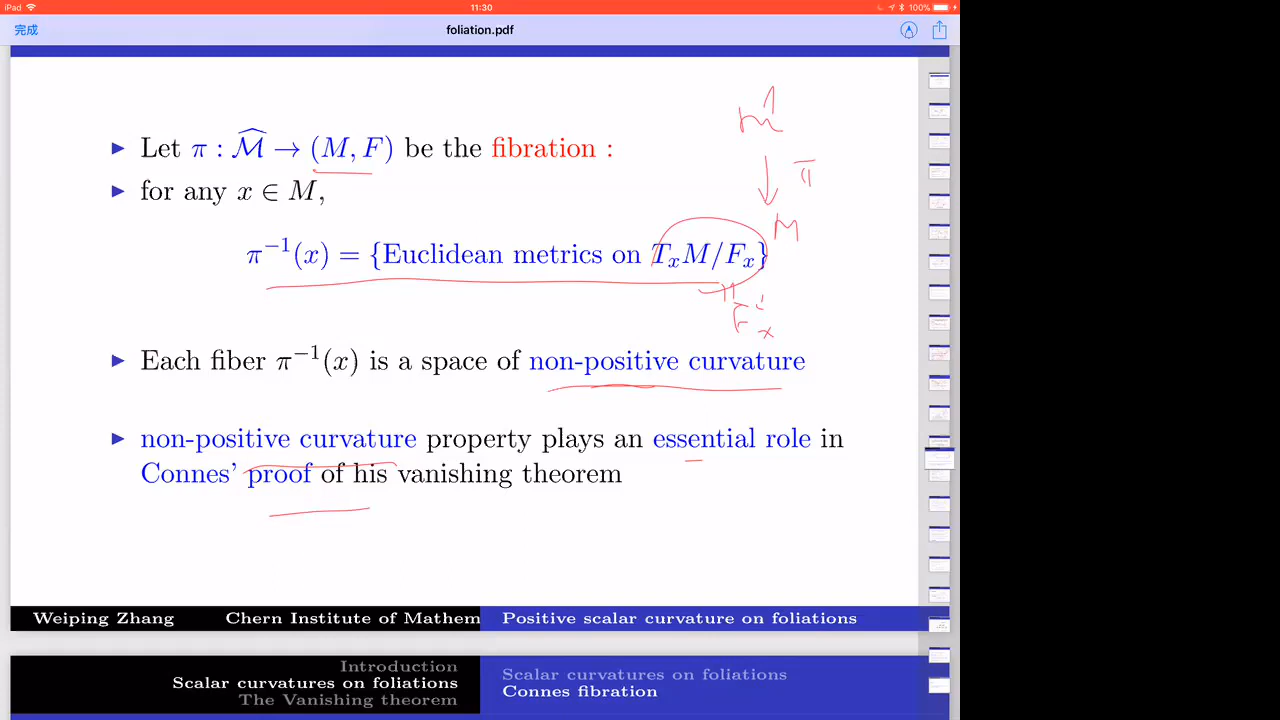 iPad 11:30 100%
完成 foliation.pdf
▶ Let π : M̂ → (M, F) be the fibration :
▶ for any x ∈ M,
π⁻¹(x) = {Euclidean metrics on TₓM/Fₓ}
▶ Each fiber π⁻¹(x) is a space of non-positive curvature
▶ non-positive curvature property plays an essential role in
Connes' proof of his vanishing theorem
M̂
π
M
Weiping Zhang Chern Institute of Mathem Positive scalar curvature on foliations
Introduction
Scalar curvatures on foliations
The Vanishing theorem
Scalar curvatures on foliations
Connes fibration